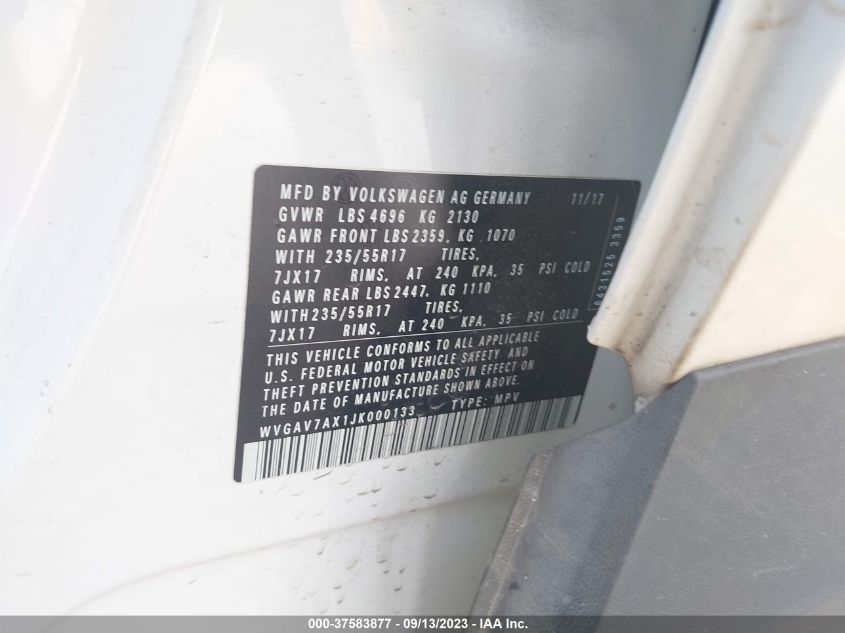 MFD BY VOLKSWAGEN AG GERMANY 11/17
GVWR LBS 4696 KG 2130
GAWR FRONT LBS 2359, KG 1070
WITH 235/55R17 TIRES,
7JX17 RIMS, AT 240 KPA, 35 PSI COLD
GAWR REAR LBS 2447, KG 1110
WITH 235/55R17 TIRES,
7JX17 RIMS, AT 240 KPA, 35 PSI COLD
THIS VEHICLE CONFORMS TO ALL APPLICABLE
U.S. FEDERAL MOTOR VEHICLE SAFETY AND
THEFT PREVENTION STANDARDS IN EFFECT ON
THE DATE OF MANUFACTURE SHOWN ABOVE.
WVGAV7AX1JK000133 TYPE: MPV
6431525 3359
000-37583877 - 09/13/2023 - IAA Inc.